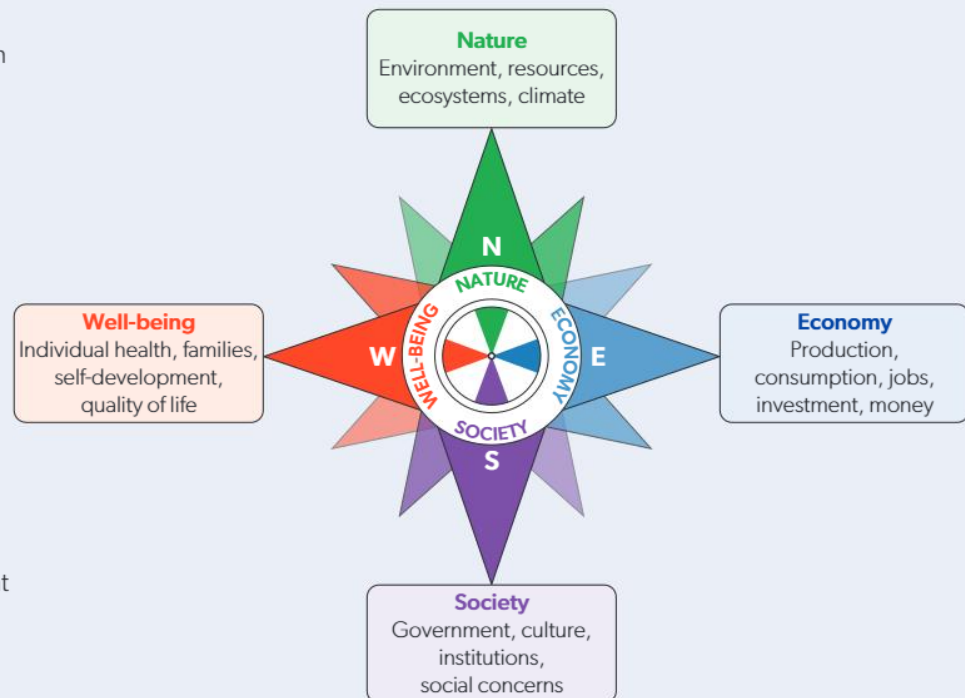 Nature
Environment, resources,
ecosystems, climate
N
NATURE
Well-being
Individual health, families,
self-development,
quality of life
W
WELL-BEING
ECONOMY
E
Economy
Production,
consumption, jobs,
investment, money
SOCIETY
S
Society
Government, culture,
institutions,
social concerns